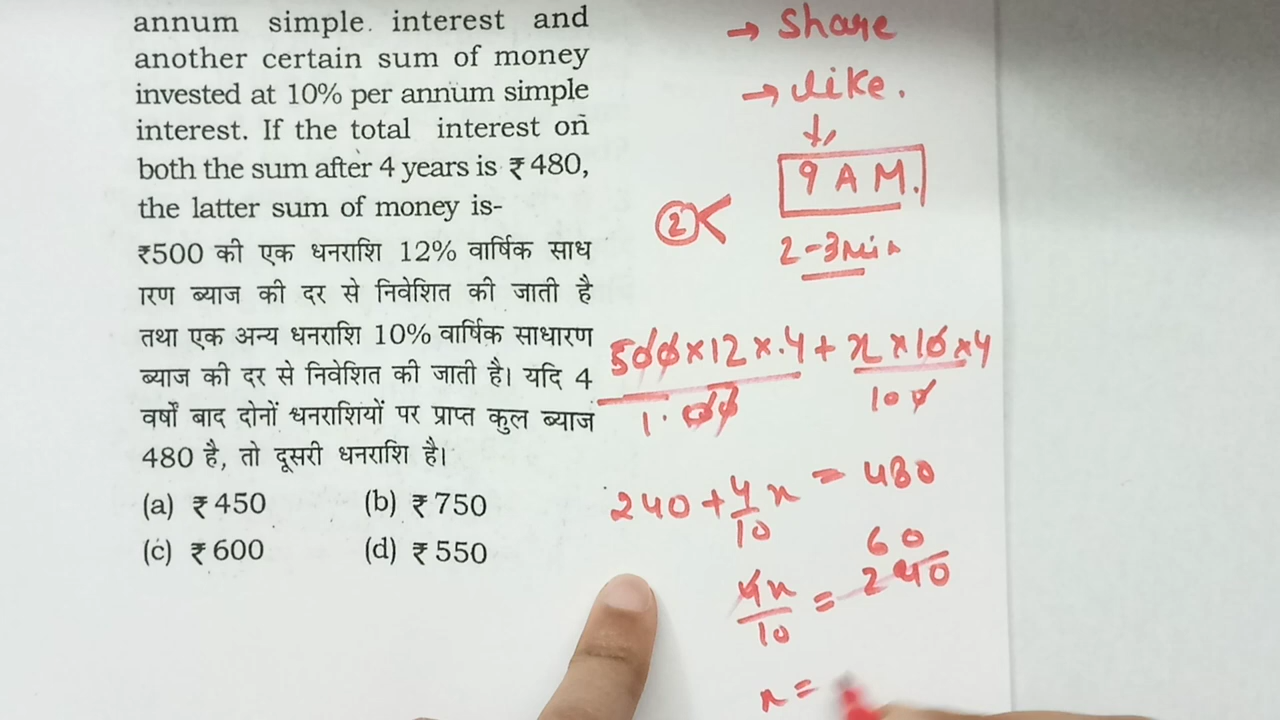 annum simple interest and
another certain sum of money
invested at 10% per annum simple
interest. If the total interest on
both the sum after 4 years is ₹480,
the latter sum of money is-
₹500 की एक धनराशि 12% वार्षिक साध
ारण ब्याज की दर से निवेशित की जाती है
तथा एक अन्य धनराशि 10% वार्षिक साधारण
ब्याज की दर से निवेशित की जाती है। यदि 4
वर्षों बाद दोनों धनराशियों पर प्राप्त कुल ब्याज
480 है, तो दूसरी धनराशि है।
(a) ₹450 (b) ₹750
(c) ₹600 (d) ₹550
→ Share
→ like.
9 AM.
② <
2-3 Min
500×12×4/100 + x×10×4/100
240 + 4/10 x = 480
60
4x/10 = 240
x =